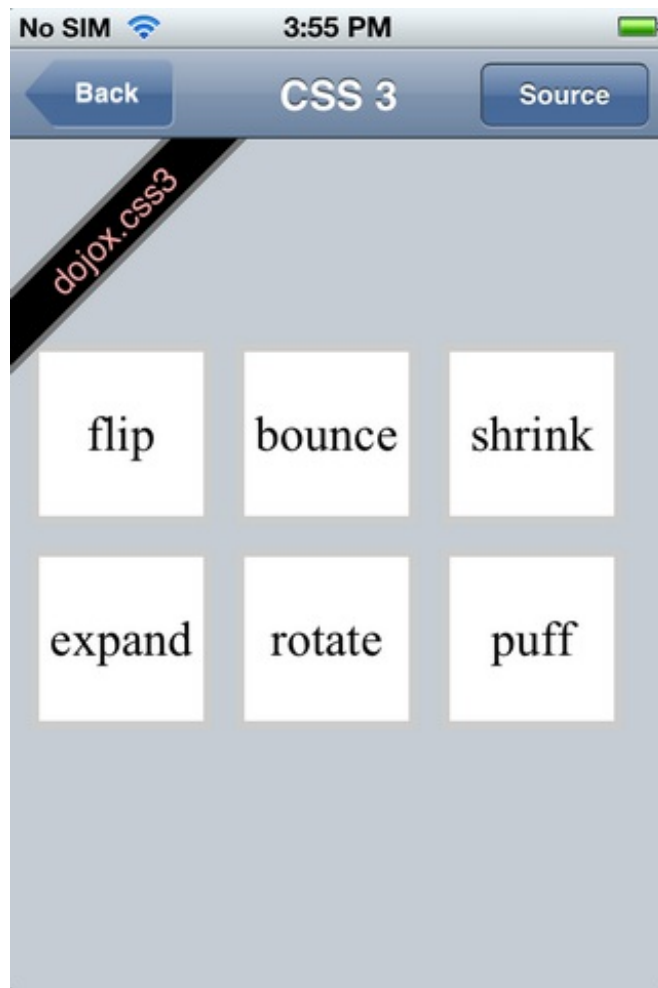 No SIM 3:55 PM
Back CSS 3 Source
dojox.css3
flip bounce shrink
expand rotate puff